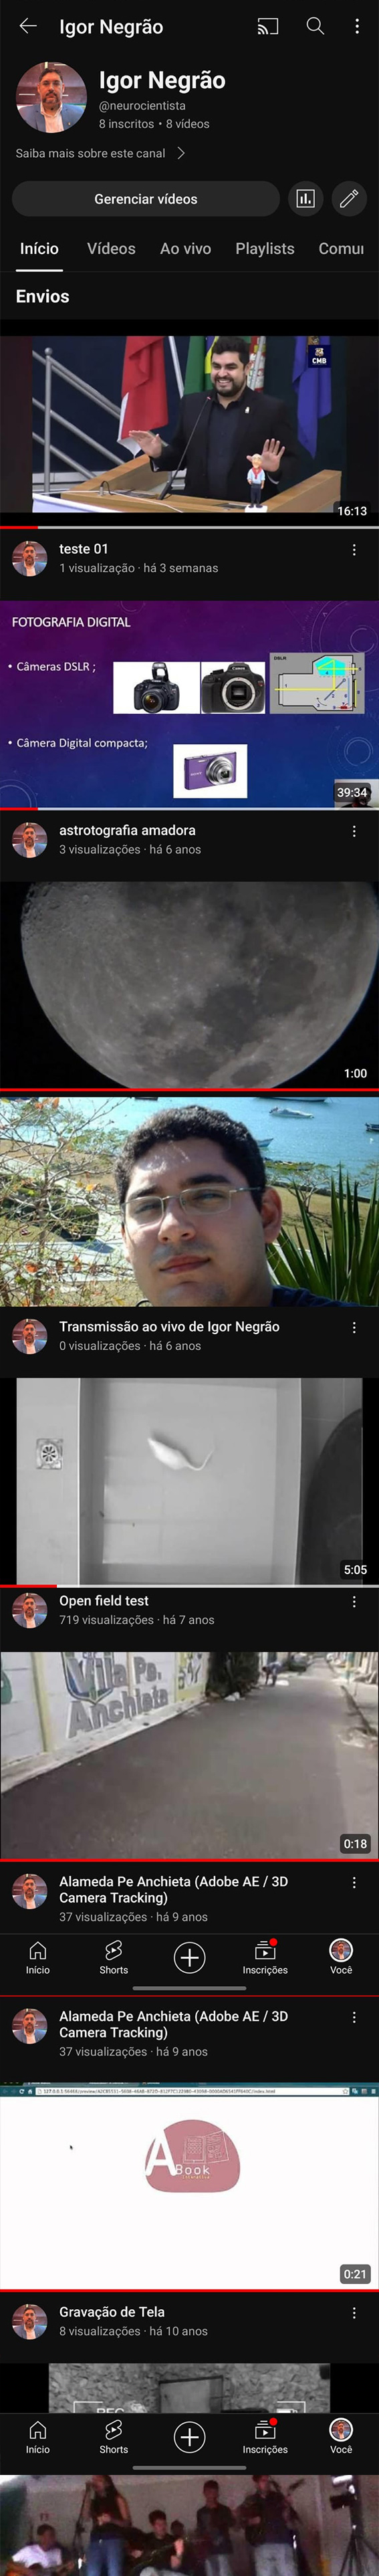 Igor Negrão
Igor Negrão
@neurocientista
8 inscritos • 8 vídeos
Saiba mais sobre este canal
Gerenciar vídeos
Início
Vídeos
Ao vivo
Playlists
Comu
Envios
CMB
16:13
teste 01
1 visualização · há 3 semanas
FOTOGRAFIA DIGITAL
• Câmeras DSLR ;
DSLR
• Câmera Digital compacta;
39:34
astrotografia amadora
3 visualizações · há 6 anos
1:00
Transmissão ao vivo de Igor Negrão
0 visualizações · há 6 anos
5:05
Open field test
719 visualizações · há 7 anos
Vila Pe.
Anchieta
0:18
Alameda Pe Anchieta (Adobe AE / 3D
Camera Tracking)
37 visualizações · há 9 anos
Início
Shorts
Inscrições
Você
Alameda Pe Anchieta (Adobe AE / 3D
Camera Tracking)
37 visualizações · há 9 anos
A
Book
0:21
Gravação de Tela
8 visualizações · há 10 anos
REC
Início
Shorts
Inscrições
Você